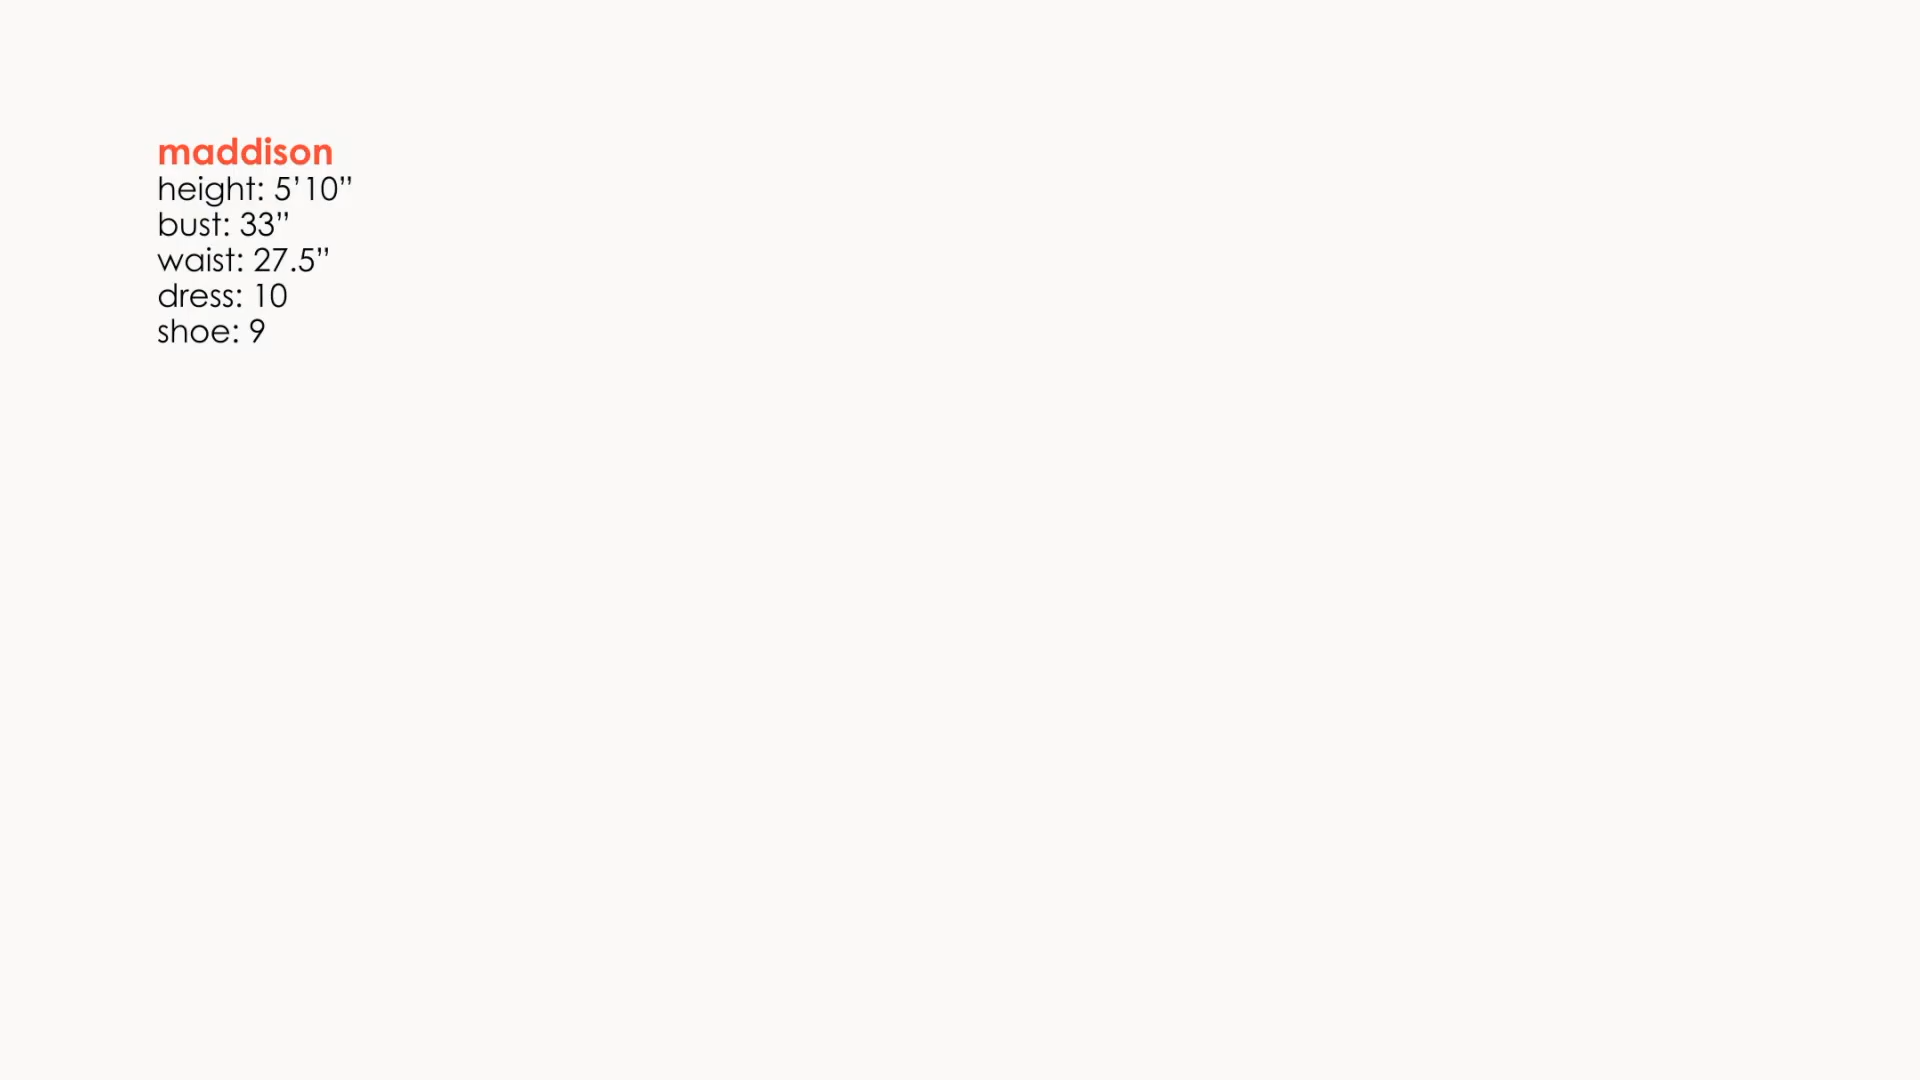 maddison
height: 5’10”
bust: 33”
waist: 27.5”
dress: 10
shoe: 9